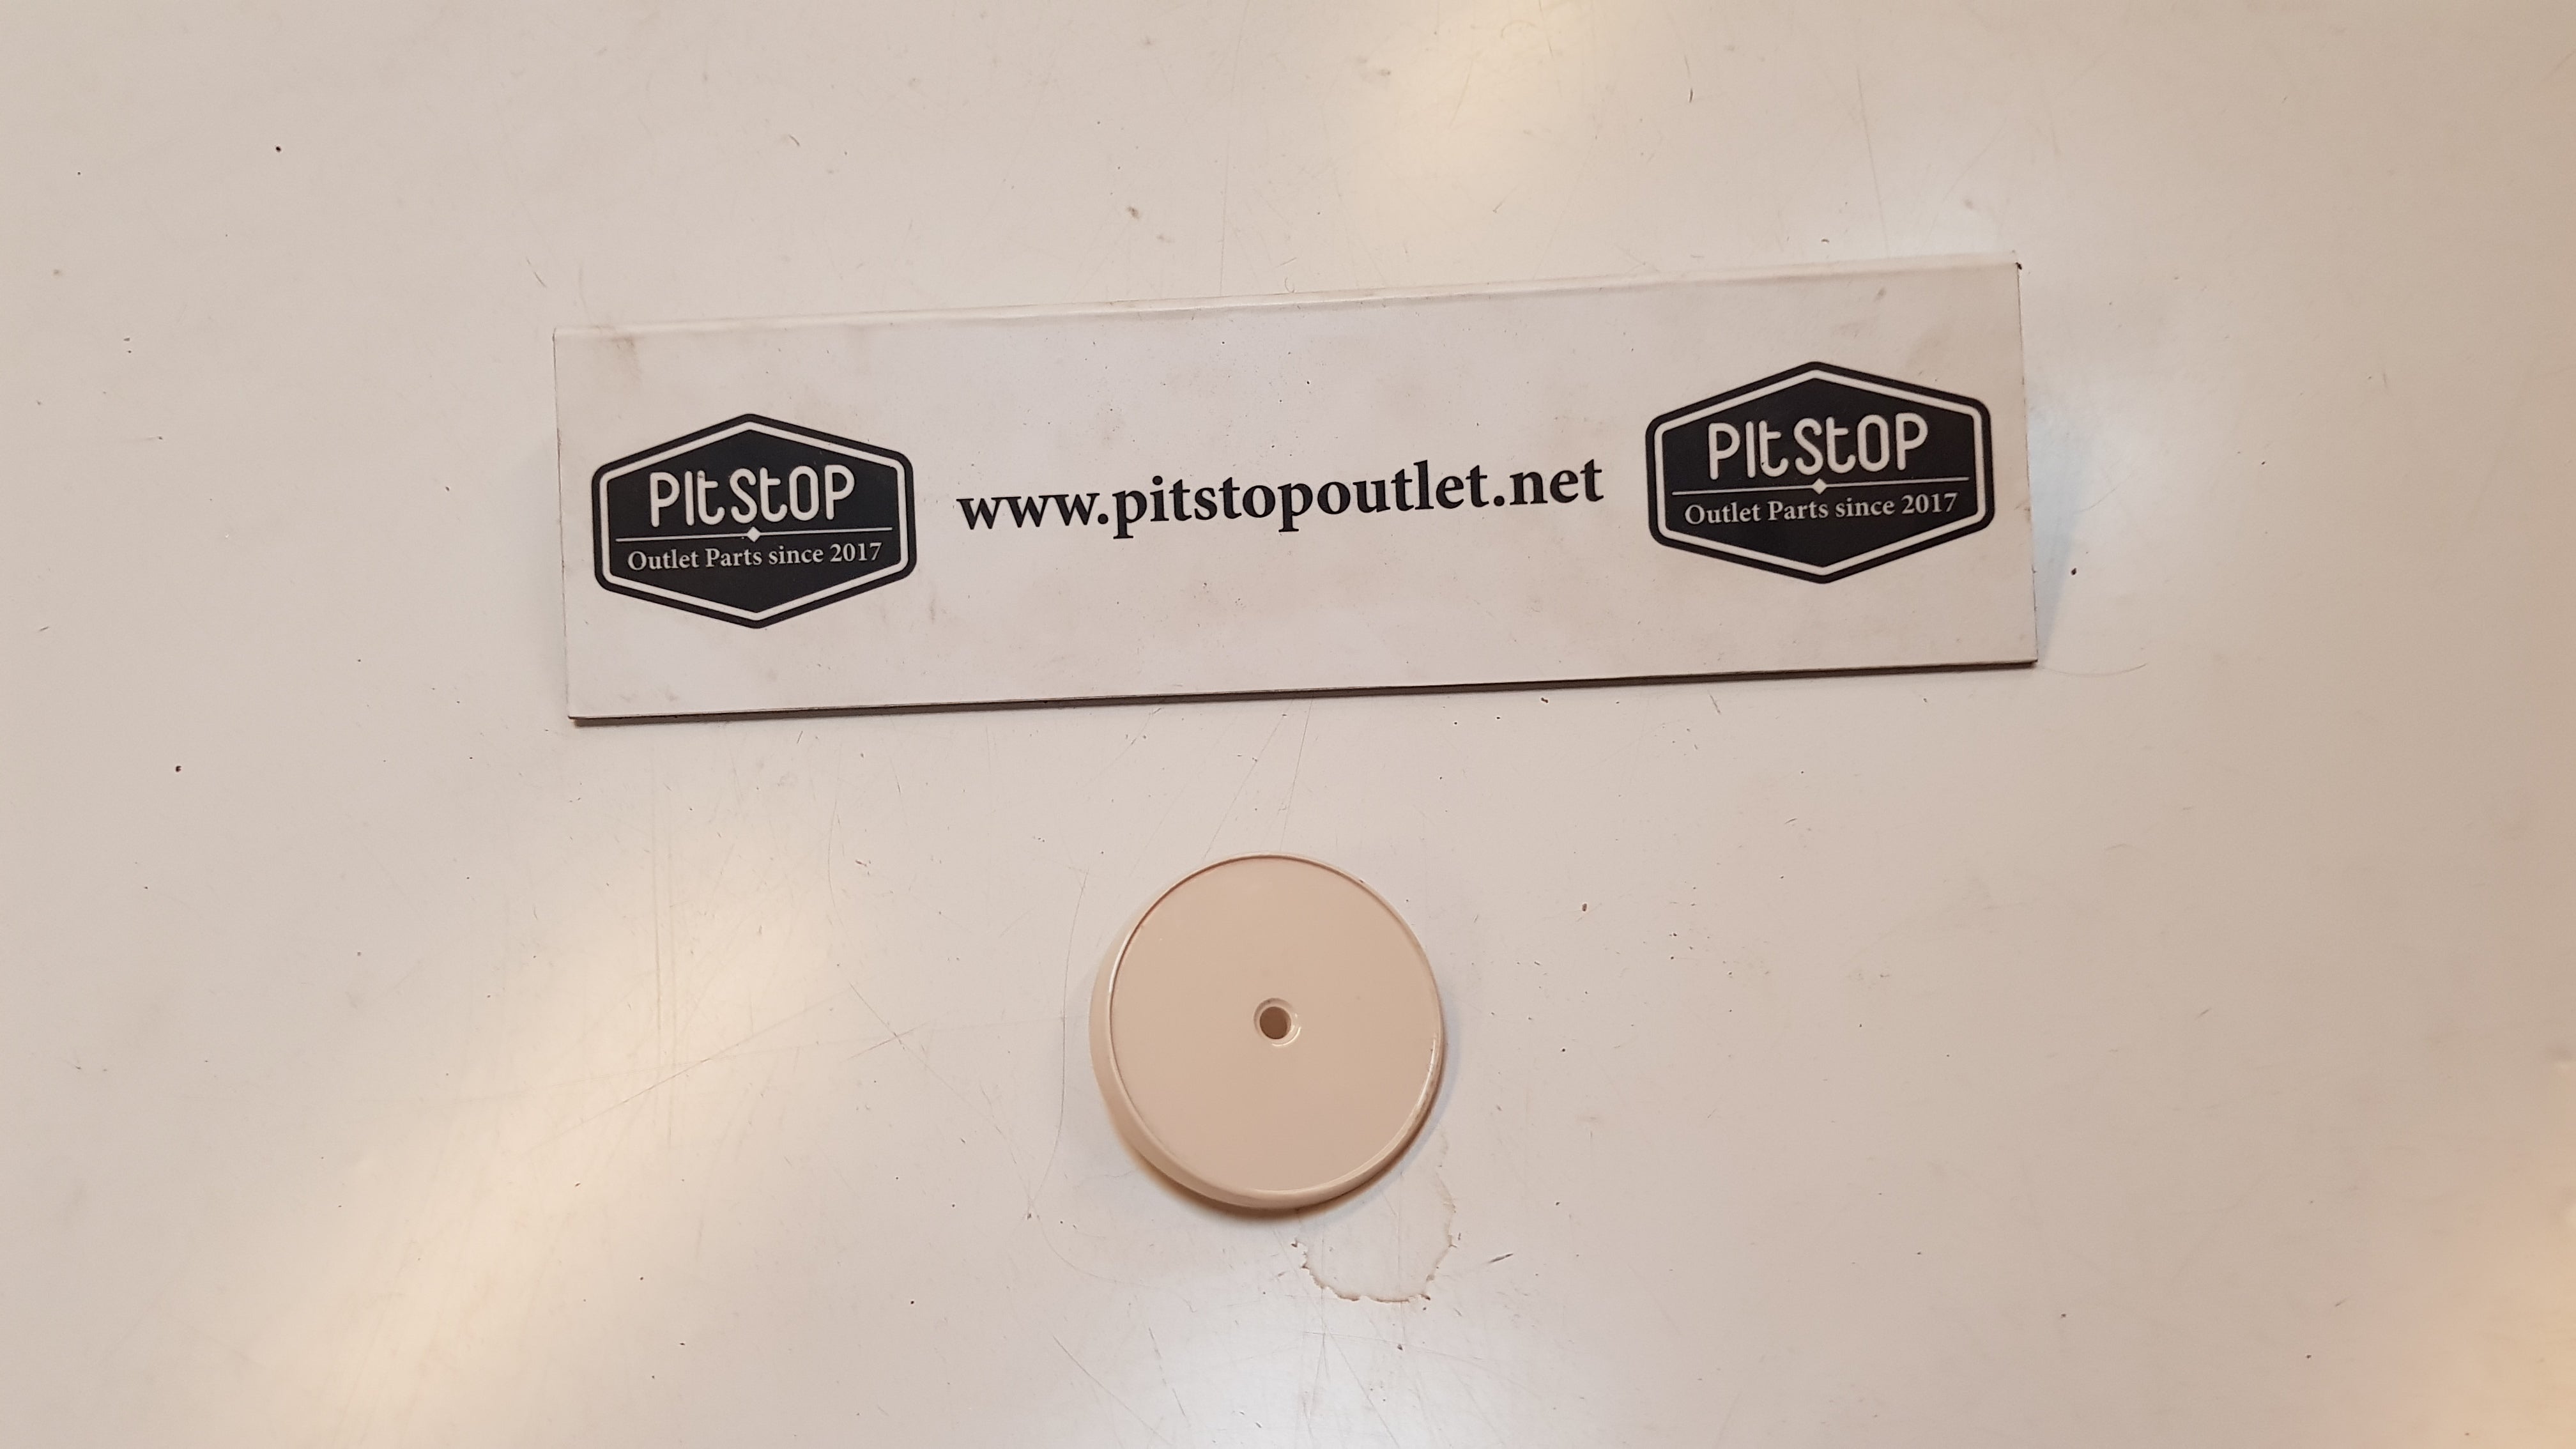 PItStOP
Outlet Parts since 2017
www.pitstopoutlet.net
PItStOP
Outlet Parts since 2017